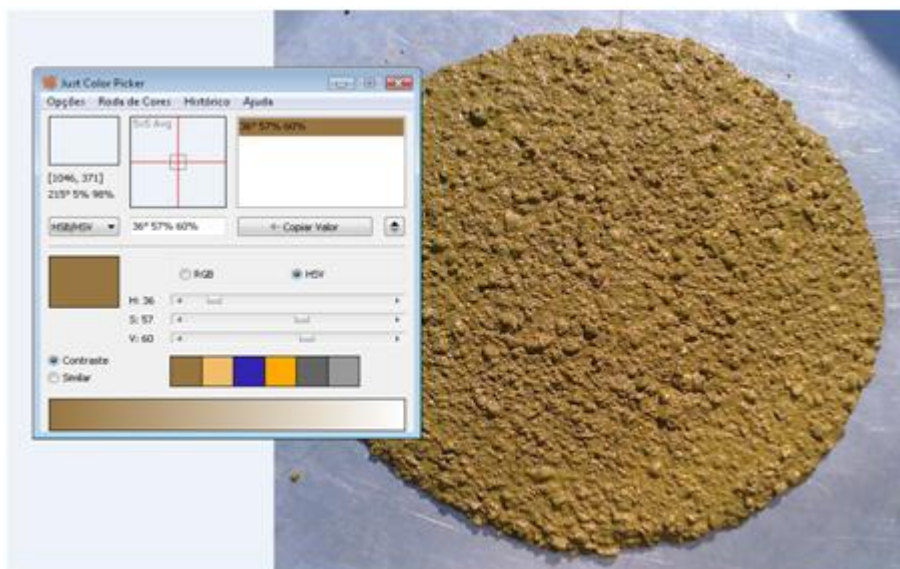 Just Color Picker
Opções Roda de Cores Histórico Ajuda
5x5 Avg
36° 57% 60%
[1046, 371]
215° 5% 98%
HSB/HSV
36° 57% 60%
Copiar Valor
RGB
HSV
H: 36
S: 57
V: 60
Contraste
Similar